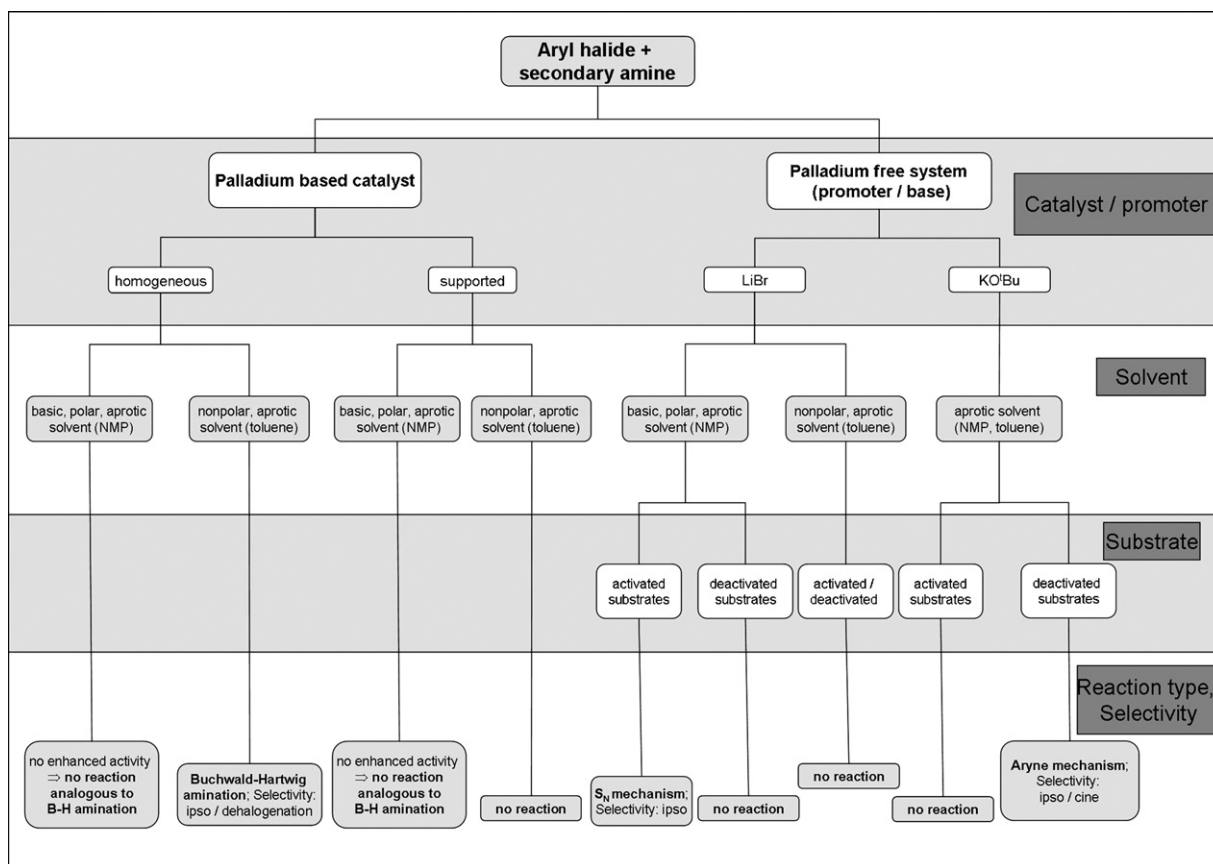 Aryl halide +
secondary amine
Palladium based catalyst
Palladium free system
(promoter / base)
Catalyst / promoter
homogeneous
supported
LiBr
KOᵗBu
Solvent
basic, polar, aprotic
solvent (NMP)
nonpolar, aprotic
solvent (toluene)
basic, polar, aprotic
solvent (NMP)
nonpolar, aprotic
solvent (toluene)
basic, polar, aprotic
solvent (NMP)
nonpolar, aprotic
solvent (toluene)
aprotic solvent
(NMP, toluene)
Substrate
activated
substrates
deactivated
substrates
activated /
deactivated
activated
substrates
deactivated
substrates
Reaction type,
Selectivity
no enhanced activity
⇒ no reaction
analogous to
B-H amination
Buchwald-Hartwig
amination; Selectivity:
ipso / dehalogenation
no enhanced activity
⇒ no reaction
analogous to
B-H amination
no reaction
S_N mechanism;
Selectivity: ipso
no reaction
no reaction
no reaction
Aryne mechanism;
Selectivity:
ipso / cine